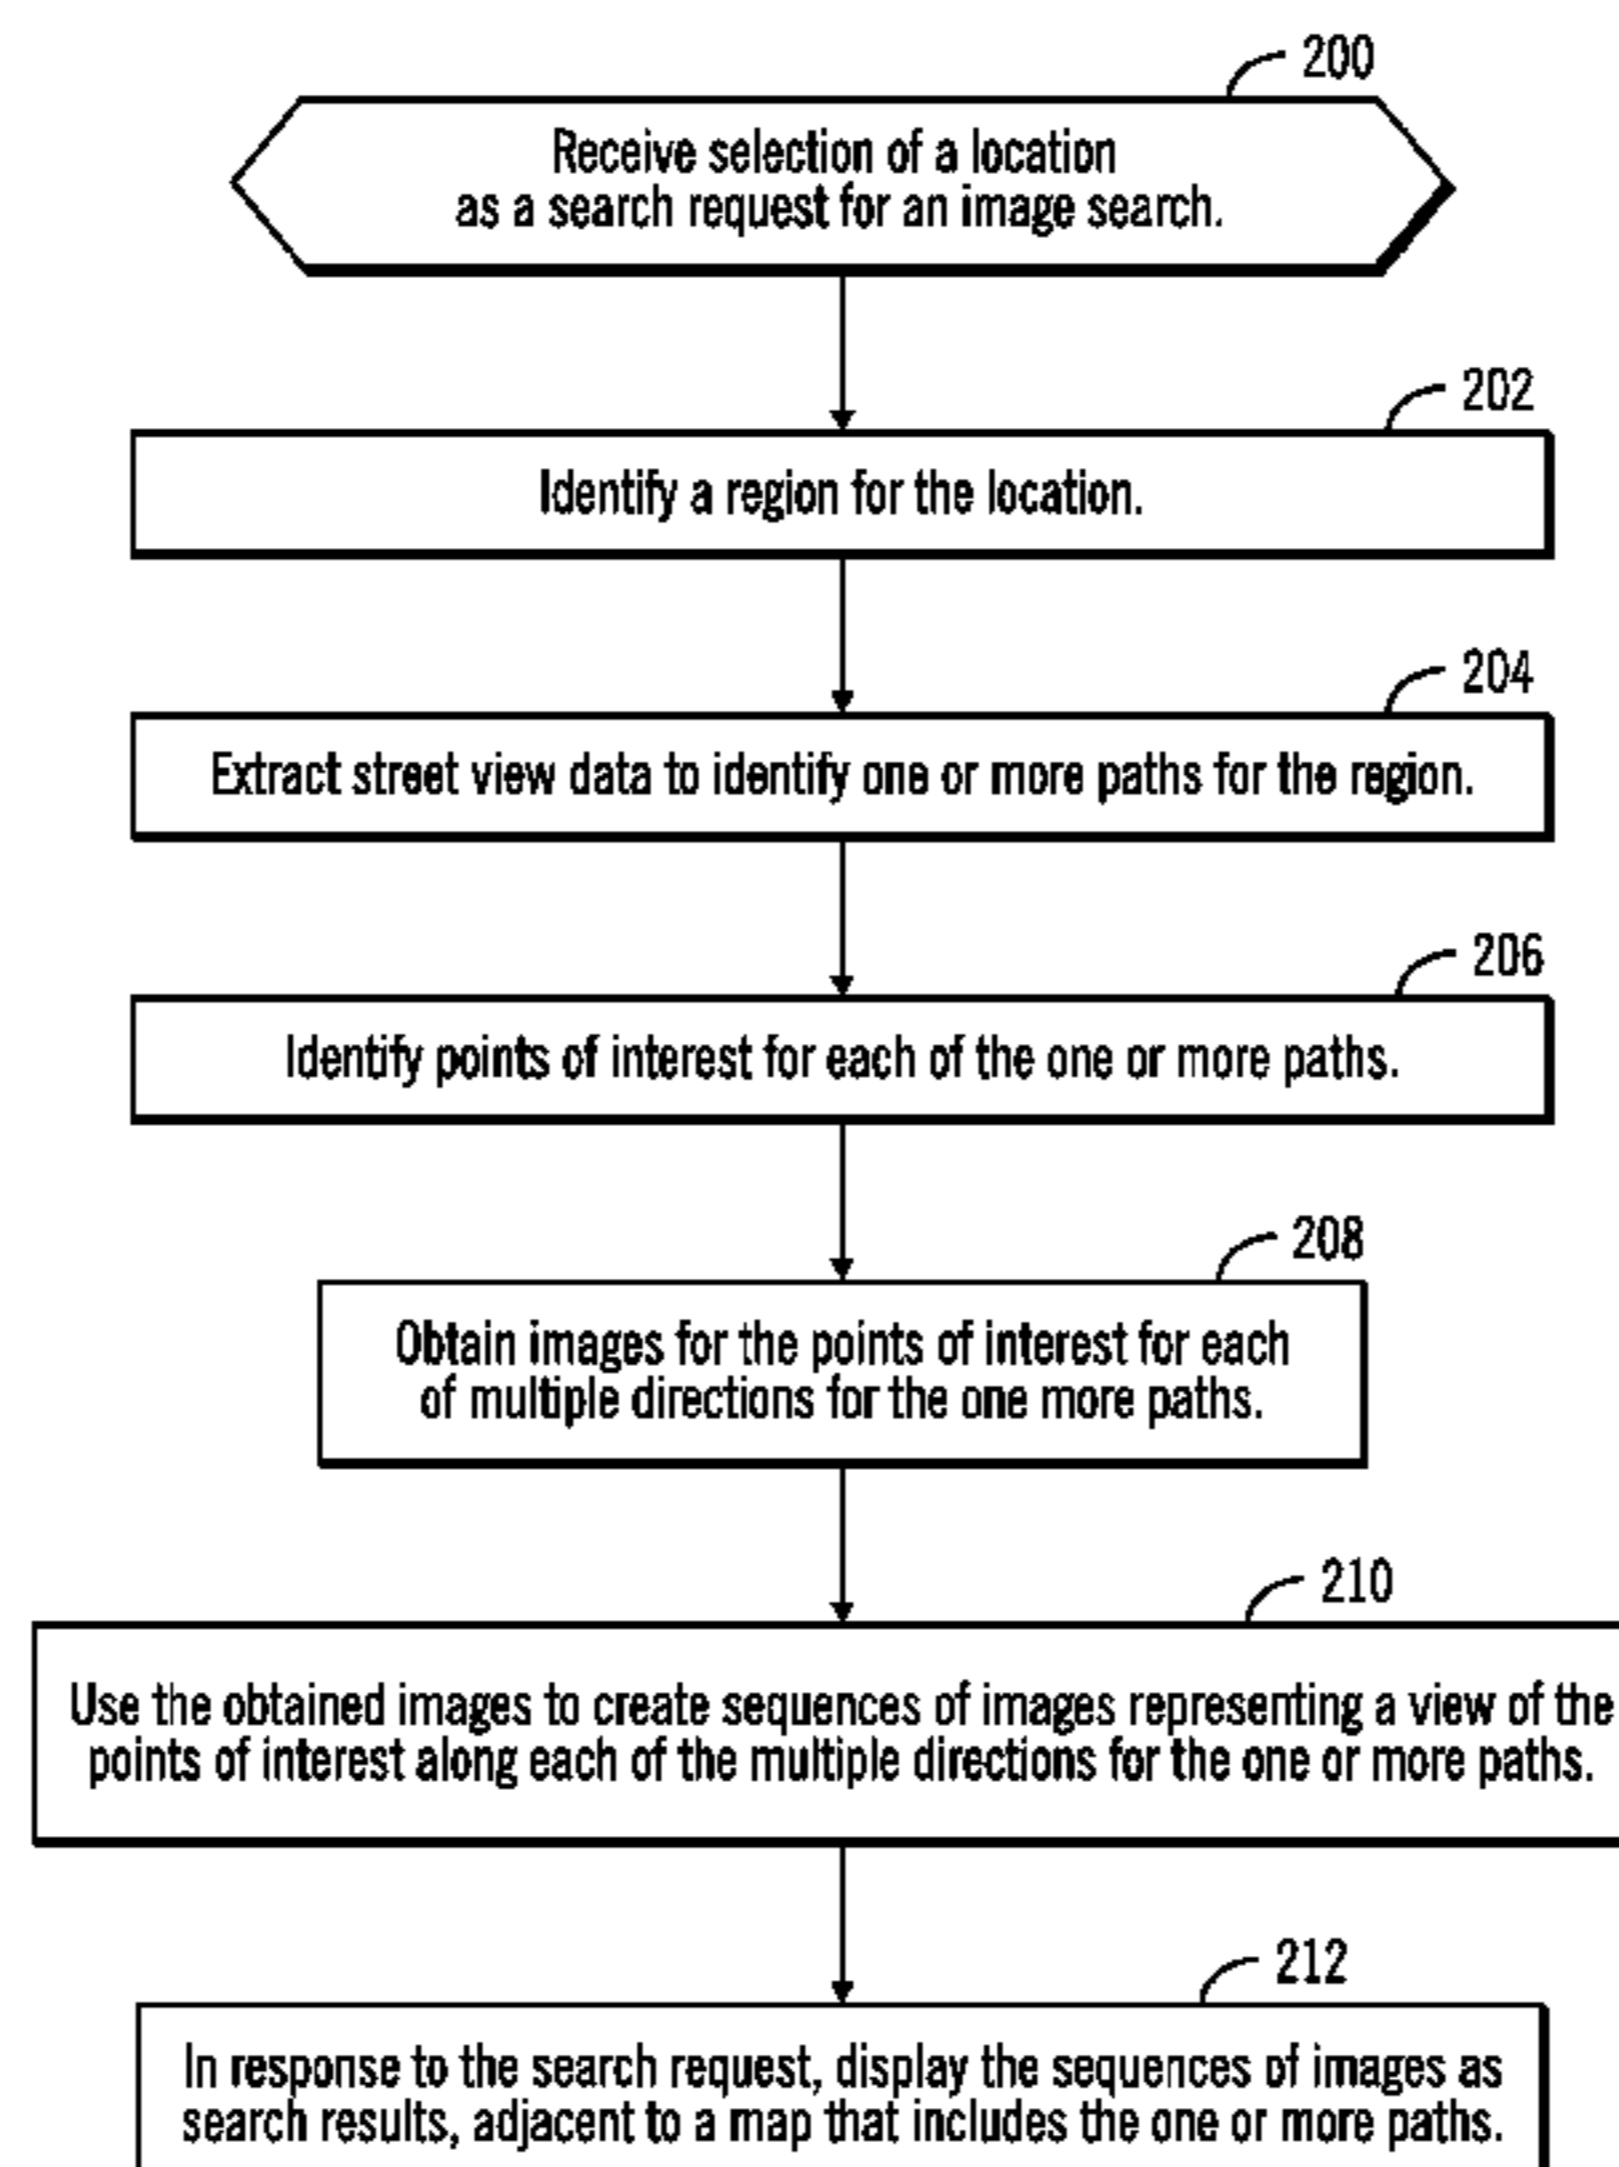 200
Receive selection of a location
as a search request for an image search.
202
Identify a region for the location.
204
Extract street view data to identify one or more paths for the region.
206
Identify points of interest for each of the one or more paths.
208
Obtain images for the points of interest for each
of multiple directions for the one more paths.
210
Use the obtained images to create sequences of images representing a view of the
points of interest along each of the multiple directions for the one or more paths.
212
In response to the search request, display the sequences of images as
search results, adjacent to a map that includes the one or more paths.